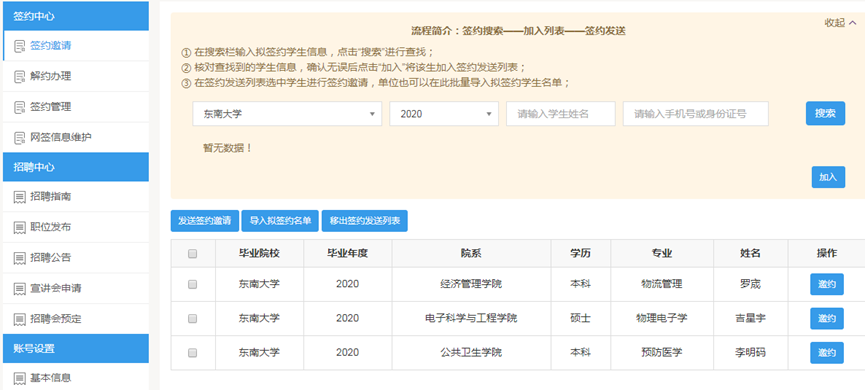 签约中心
签约邀请
解约办理
签约管理
网签信息维护
招聘中心
招聘指南
职位发布
招聘公告
宣讲会申请
招聘会预定
账号设置
基本信息
收起
流程简介：签约搜索——加入列表——签约发送
① 在搜索栏输入拟签约学生信息，点击“搜索”进行查找；
② 核对查找到的学生信息，确认无误后点击“加入”将该生加入签约发送列表；
③ 在签约发送列表选中学生进行签约邀请，单位也可以在此批量导入拟签约学生名单；
东南大学 2020 请输入学生姓名 请输入手机号或身份证号 搜索
暂无数据！
加入
发送签约邀请 导入拟签约名单 移出签约发送列表
毕业院校 毕业年度 院系 学历 专业 姓名 操作
东南大学 2020 经济管理学院 本科 物流管理 罗宬 邀约
东南大学 2020 电子科学与工程学院 硕士 物理电子学 吉星宇 邀约
东南大学 2020 公共卫生学院 本科 预防医学 李明码 邀约